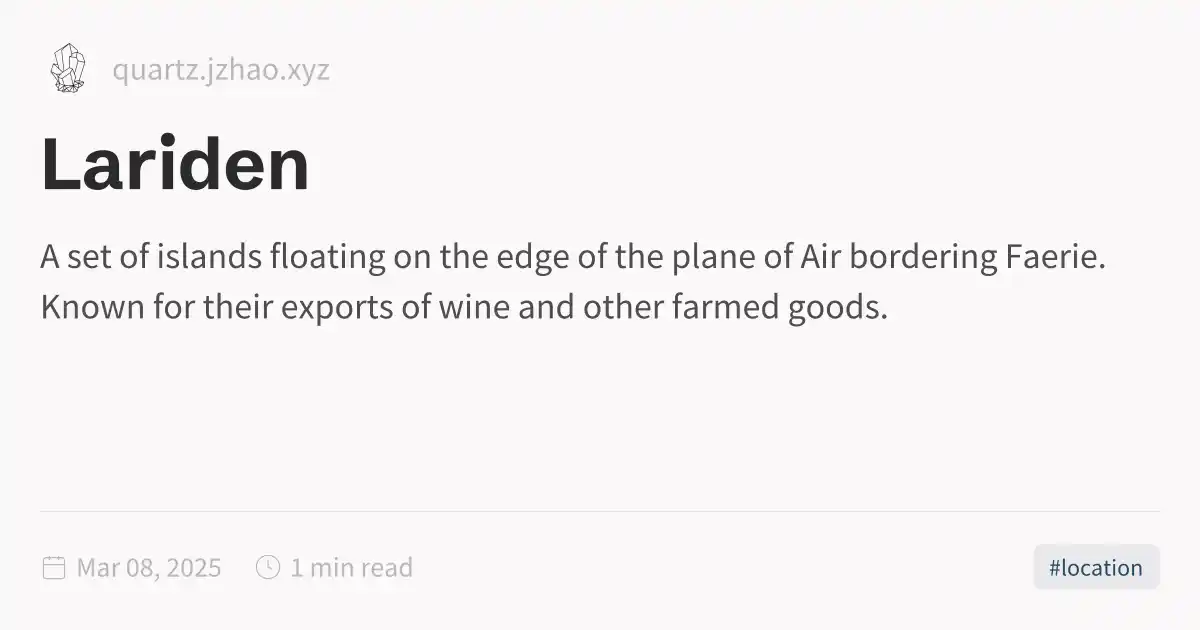 quartz.jzhao.xyz
Lariden
A set of islands floating on the edge of the plane of Air bordering Faerie.
Known for their exports of wine and other farmed goods.
Mar 08, 2025 1 min read #location